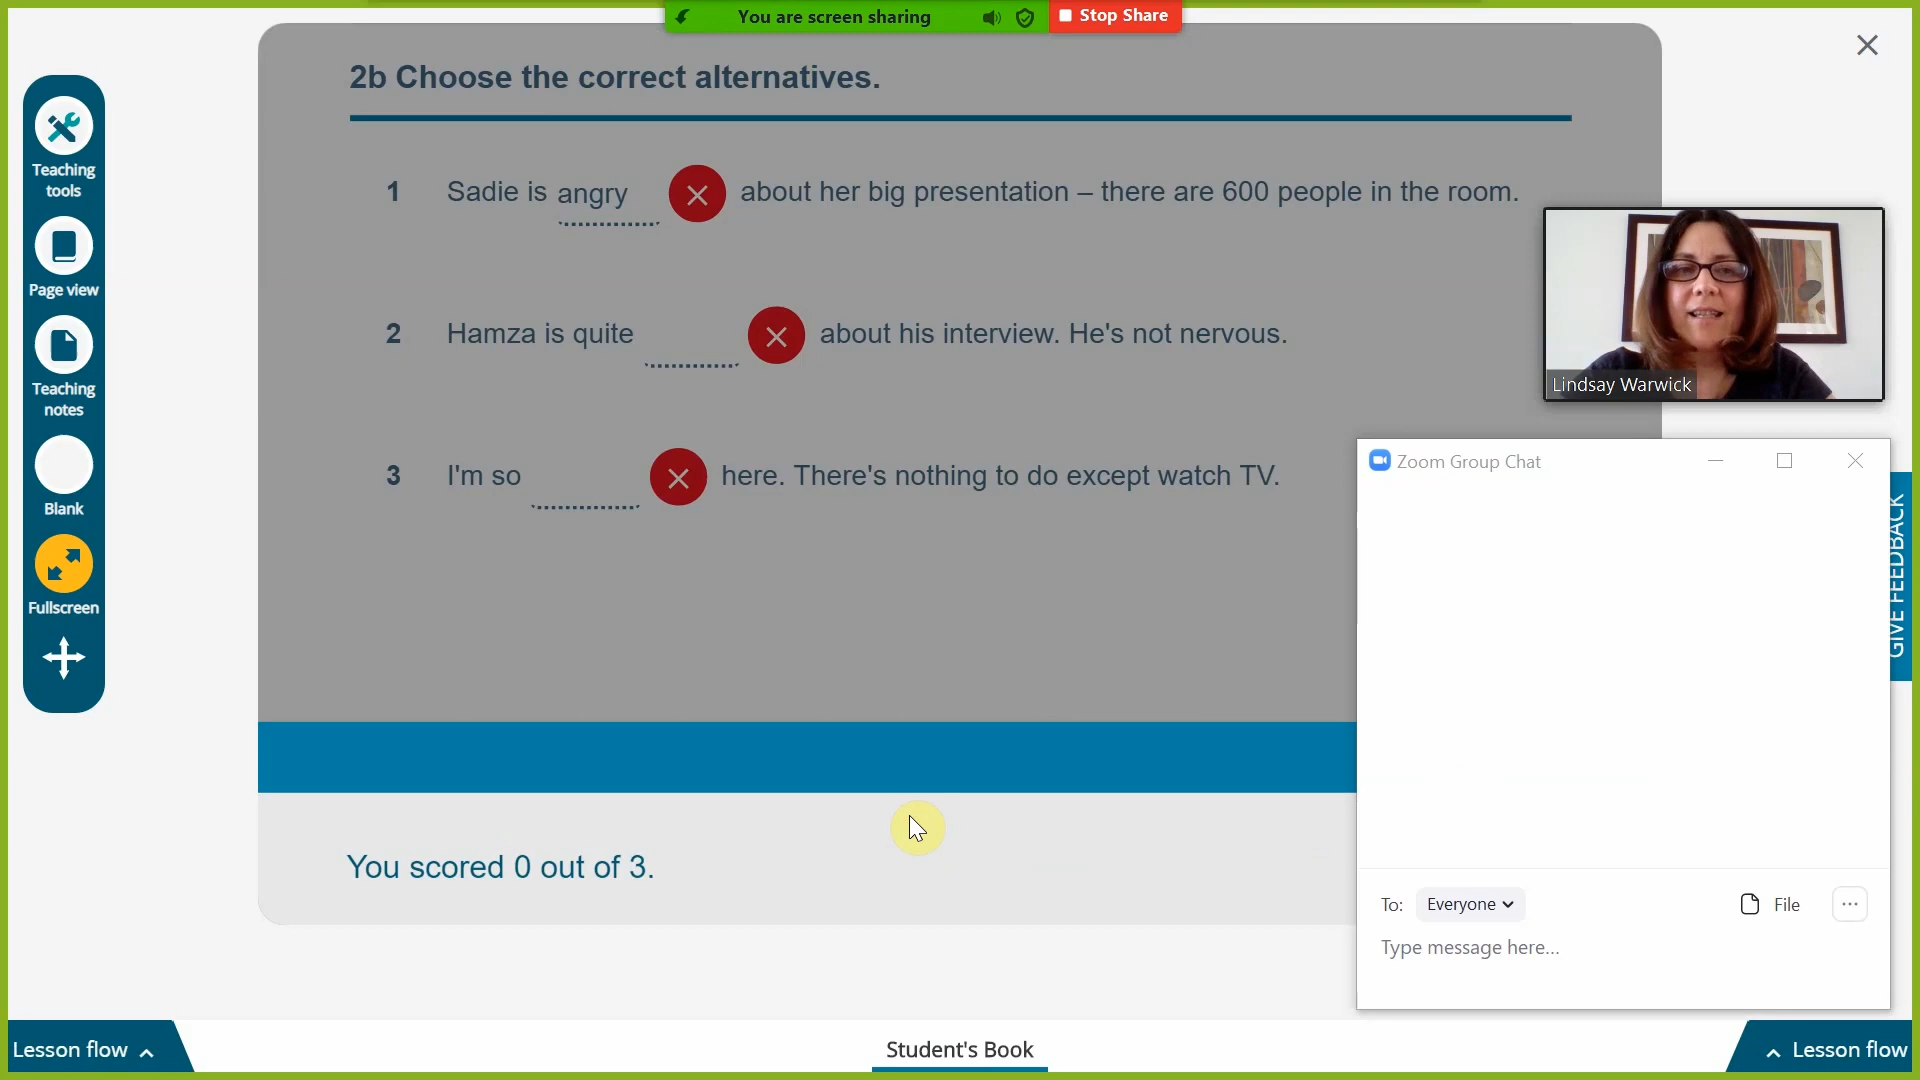 You are screen sharing
Stop Share
2b Choose the correct alternatives.
1 Sadie is angry about her big presentation – there are 600 people in the room.
2 Hamza is quite about his interview. He's not nervous.
3 I'm so here. There's nothing to do except watch TV.
You scored 0 out of 3.
Teaching
tools
Page view
Teaching
notes
Blank
Fullscreen
Lindsay Warwick
Zoom Group Chat
GIVE FEEDBACK
To: Everyone
File
Type message here...
Lesson flow
Student's Book
Lesson flow